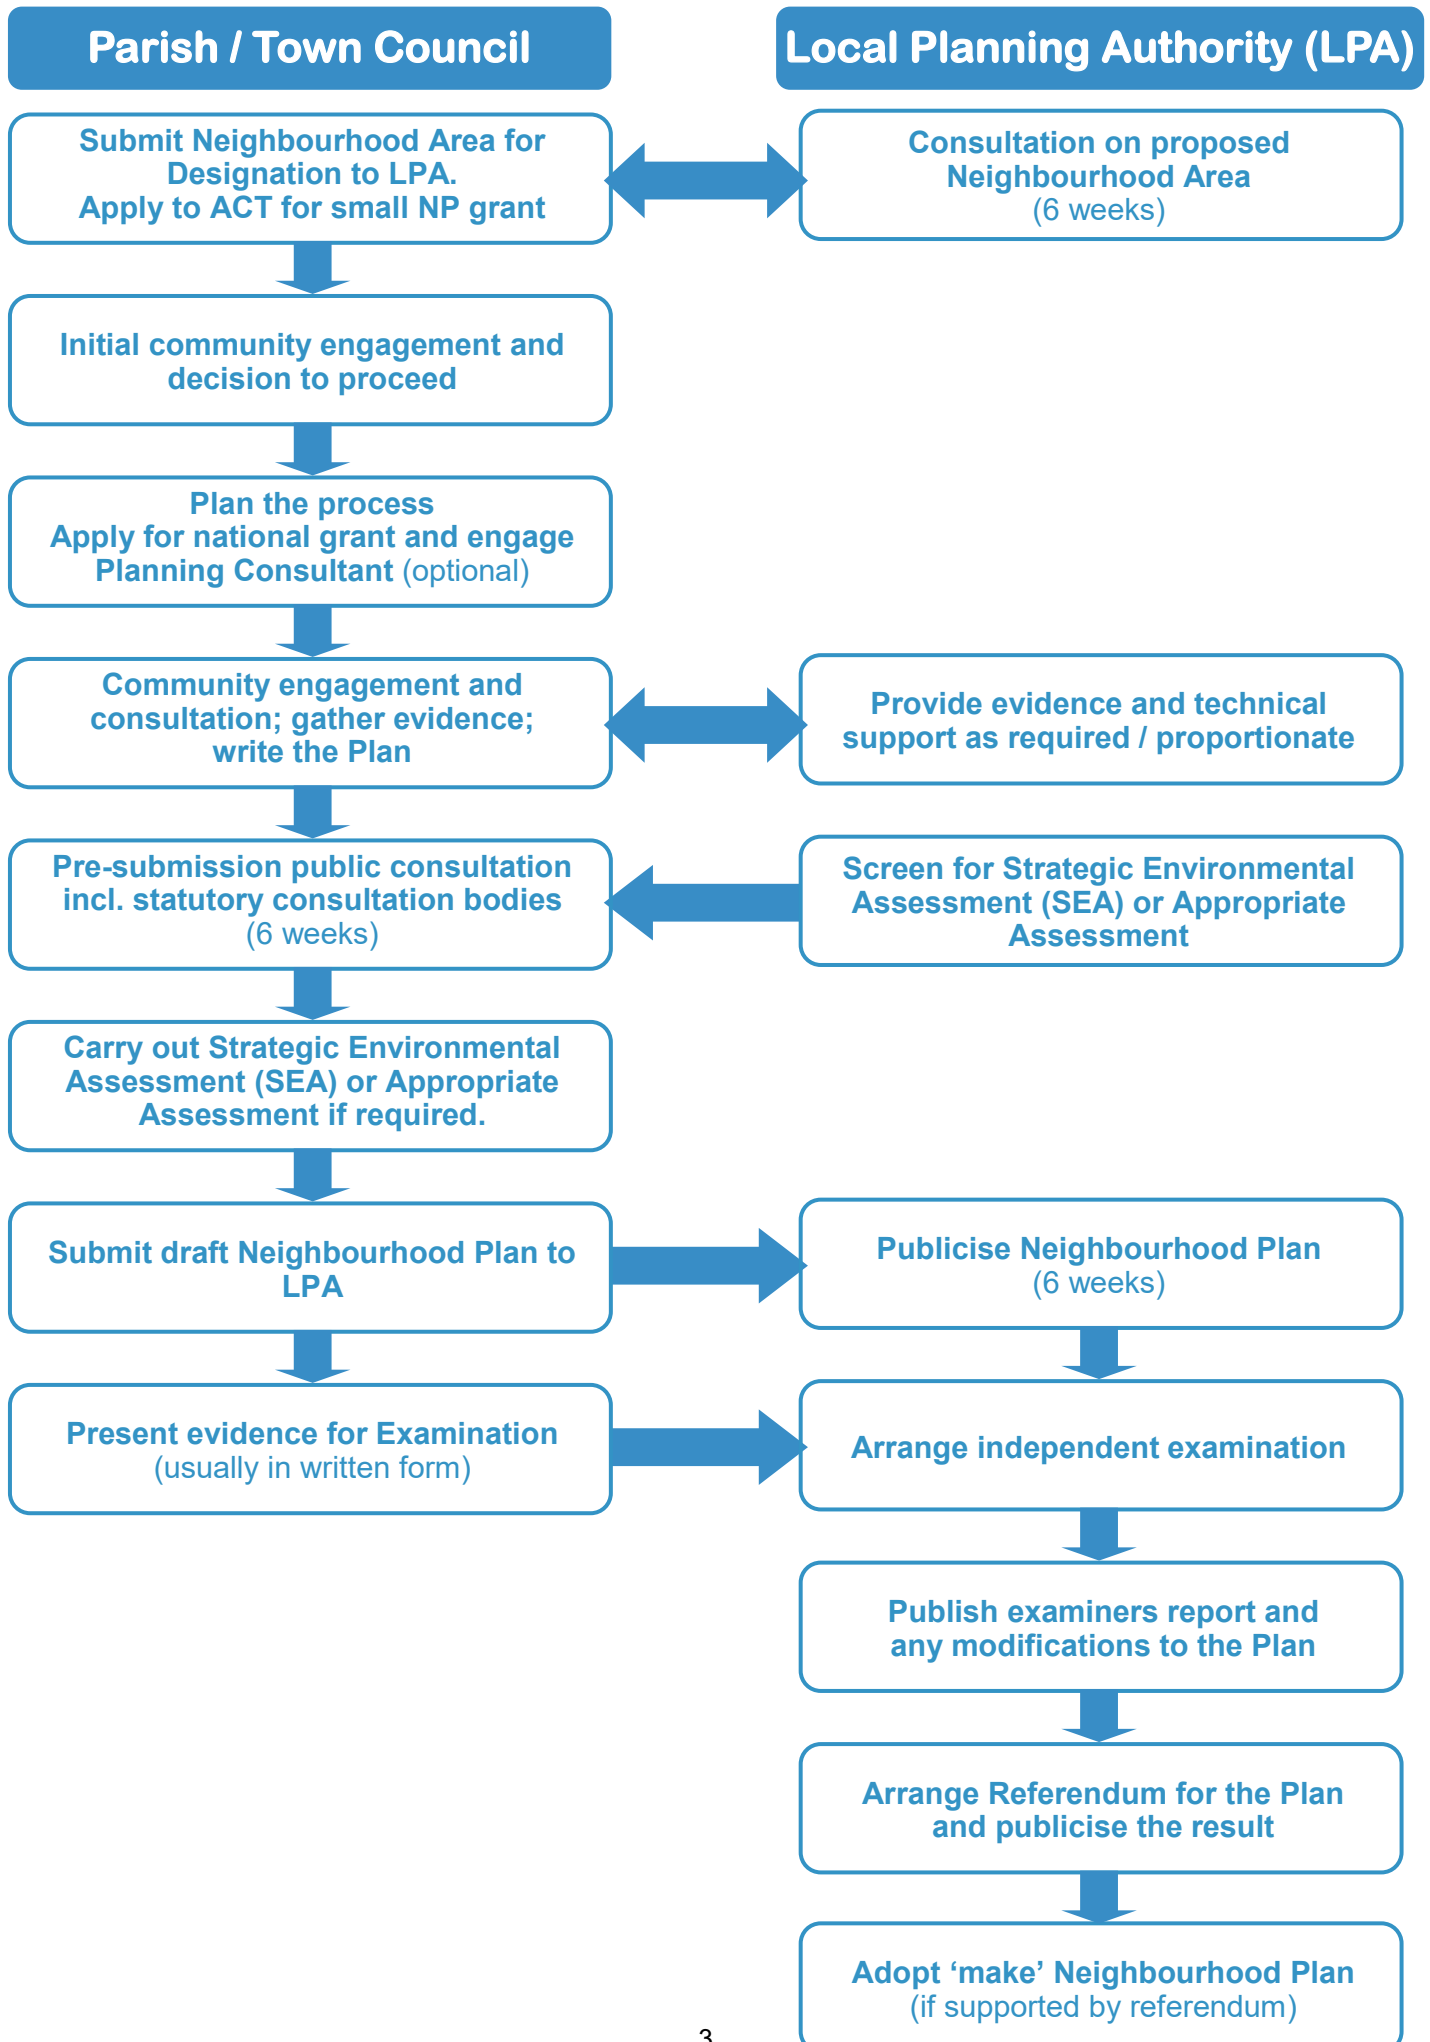 Parish / Town Council
Local Planning Authority (LPA)
Submit Neighbourhood Area for
Designation to LPA.
Apply to ACT for small NP grant
Consultation on proposed
Neighbourhood Area
(6 weeks)
Initial community engagement and
decision to proceed
Plan the process
Apply for national grant and engage
Planning Consultant (optional)
Community engagement and
consultation; gather evidence;
write the Plan
Provide evidence and technical
support as required / proportionate
Pre-submission public consultation
incl. statutory consultation bodies
(6 weeks)
Screen for Strategic Environmental
Assessment (SEA) or Appropriate
Assessment
Carry out Strategic Environmental
Assessment (SEA) or Appropriate
Assessment if required.
Submit draft Neighbourhood Plan to
LPA
Publicise Neighbourhood Plan
(6 weeks)
Present evidence for Examination
(usually in written form)
Arrange independent examination
Publish examiners report and
any modifications to the Plan
Arrange Referendum for the Plan
and publicise the result
Adopt ‘make’ Neighbourhood Plan
(if supported by referendum)
3